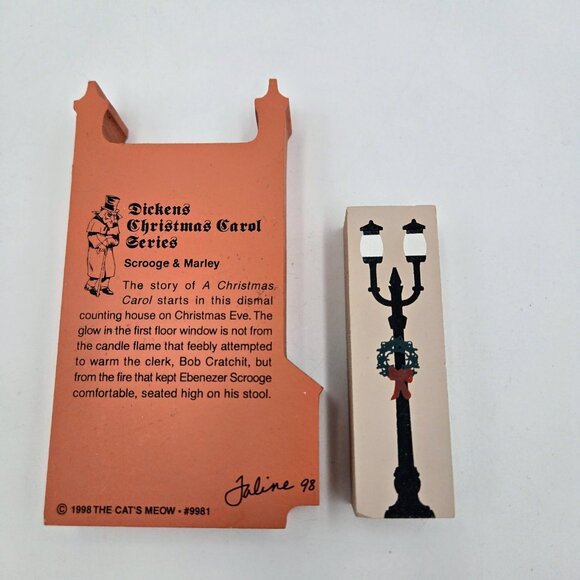 Dickens
Christmas Carol
Series
Scrooge & Marley
The story of A Christmas
Carol starts in this dismal
counting house on Christmas Eve. The
glow in the first floor window is not from
the candle flame that feebly attempted
to warm the clerk, Bob Cratchit, but
from the fire that kept Ebenezer Scrooge
comfortable, seated high on his stool.
Faline 98
© 1998 THE CAT'S MEOW • #9981